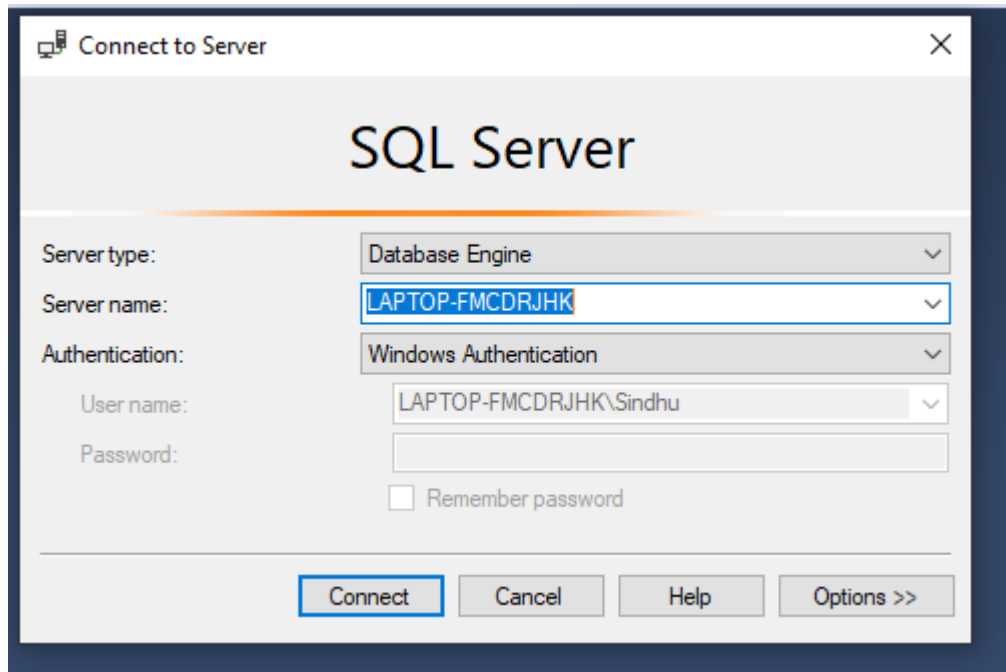 Connect to Server
SQL Server
Server type: Database Engine
Server name: LAPTOP-FMCDRJHK
Authentication: Windows Authentication
User name: LAPTOP-FMCDRJHK\Sindhu
Password:
Remember password
Connect Cancel Help Options >>